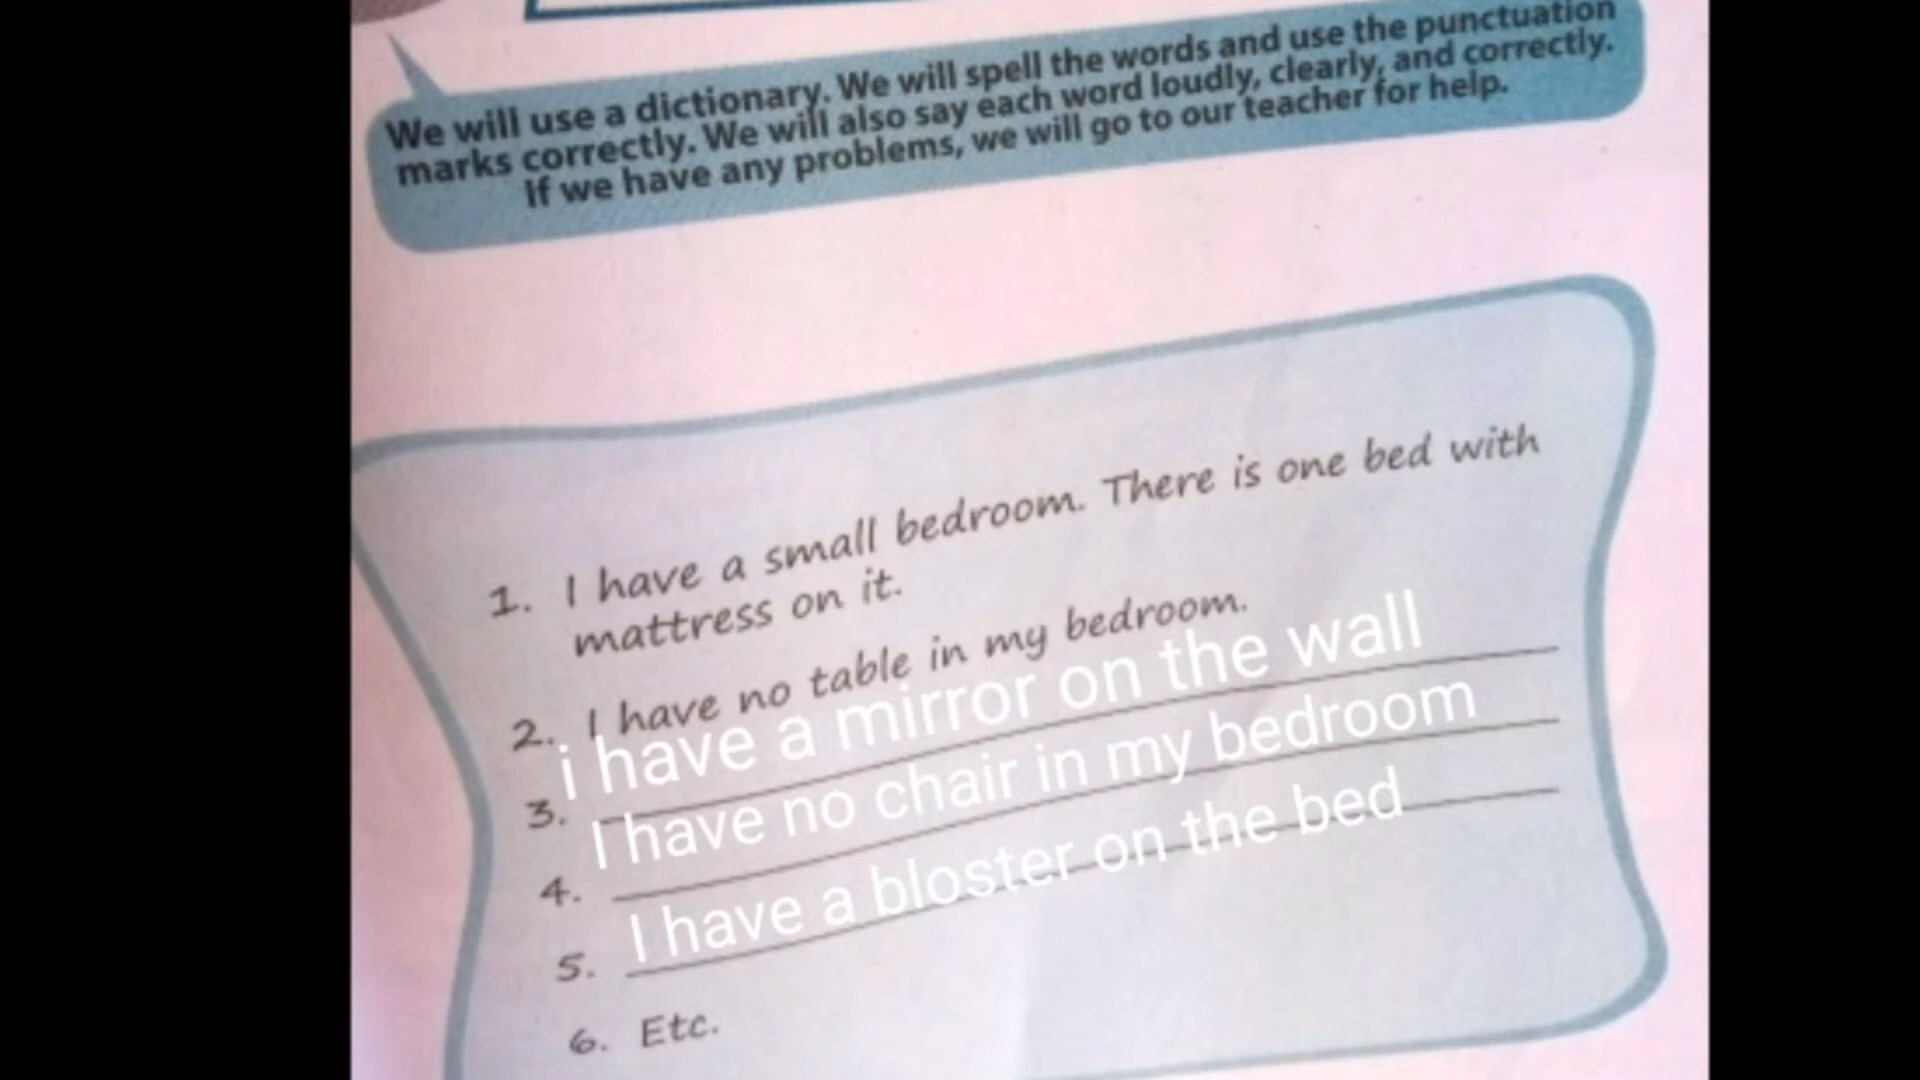 We will use a dictionary. We will spell the words and use the punctuation
marks correctly. We will also say each word loudly, clearly, and correctly.
If we have any problems, we will go to our teacher for help.
1. I have a small bedroom. There is one bed with
mattress on it.
2. I have no table in my bedroom.
3. i have a mirror on the wall
4. I have no chair in my bedroom
5. I have a bloster on the bed
6. Etc.